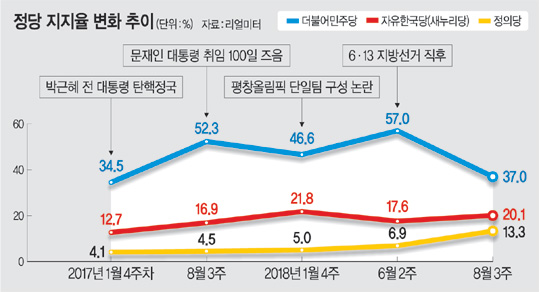 정당 지지율 변화 추이(단위:%) 자료:리얼미터
더불어민주당 자유한국당(새누리당) 정의당
문재인 대통령 취임 100일 즈음
6·13 지방선거 직후
박근혜 전 대통령 탄핵정국
평창올림픽 단일팀 구성 논란
60
40
20
0
34.5 52.3 46.6 57.0 37.0
12.7 16.9 21.8 17.6 20.1
4.1 4.5 5.0 6.9 13.3
2017년 1월 4주차 8월 3주 2018년 1월 4주 6월 2주 8월 3주